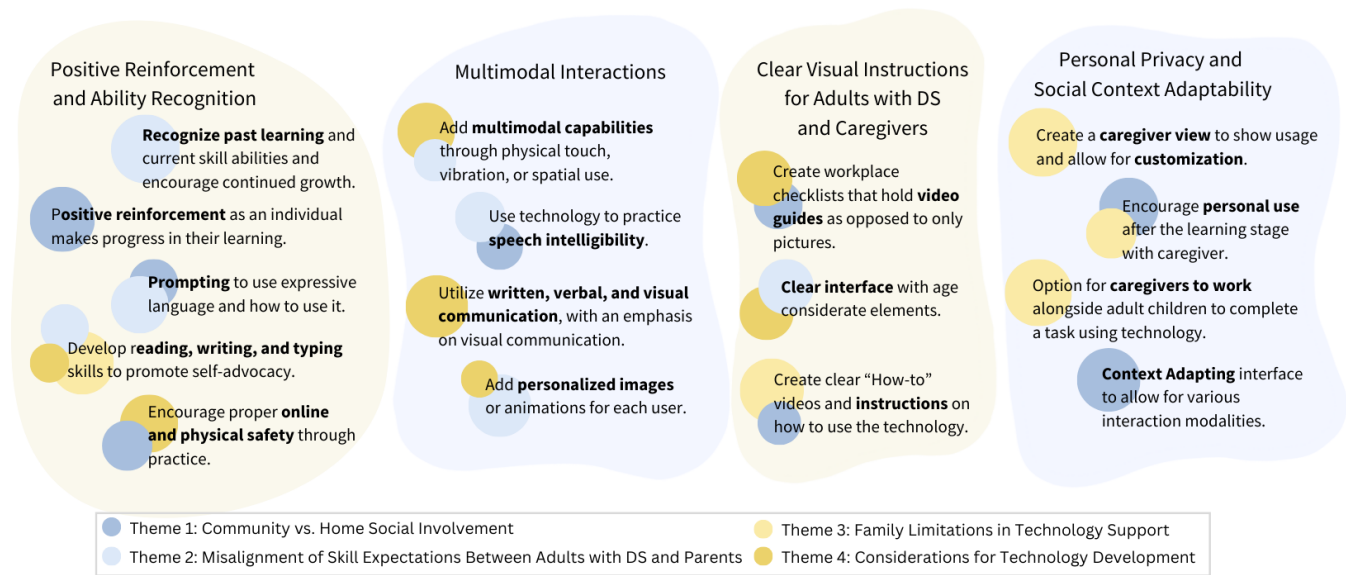 Positive Reinforcement
and Ability Recognition
Recognize past learning and
current skill abilities and
encourage continued growth.
Positive reinforcement as an individual
makes progress in their learning.
Prompting to use expressive
language and how to use it.
Develop reading, writing, and typing
skills to promote self-advocacy.
Encourage proper online
and physical safety through
practice.
Multimodal Interactions
Add multimodal capabilities
through physical touch,
vibration, or spatial use.
Use technology to practice
speech intelligibility.
Utilize written, verbal, and visual
communication, with an emphasis
on visual communication.
Add personalized images
or animations for each user.
Clear Visual Instructions
for Adults with DS
and Caregivers
Create workplace
checklists that hold video
guides as opposed to only
pictures.
Clear interface with age
considerate elements.
Create clear “How-to”
videos and instructions on
how to use the technology.
Personal Privacy and
Social Context Adaptability
Create a caregiver view to show usage
and allow for customization.
Encourage personal use
after the learning stage
with caregiver.
Option for caregivers to work
alongside adult children to complete
a task using technology.
Context Adapting interface
to allow for various
interaction modalities.
Theme 1: Community vs. Home Social Involvement
Theme 2: Misalignment of Skill Expectations Between Adults with DS and Parents
Theme 3: Family Limitations in Technology Support
Theme 4: Considerations for Technology Development